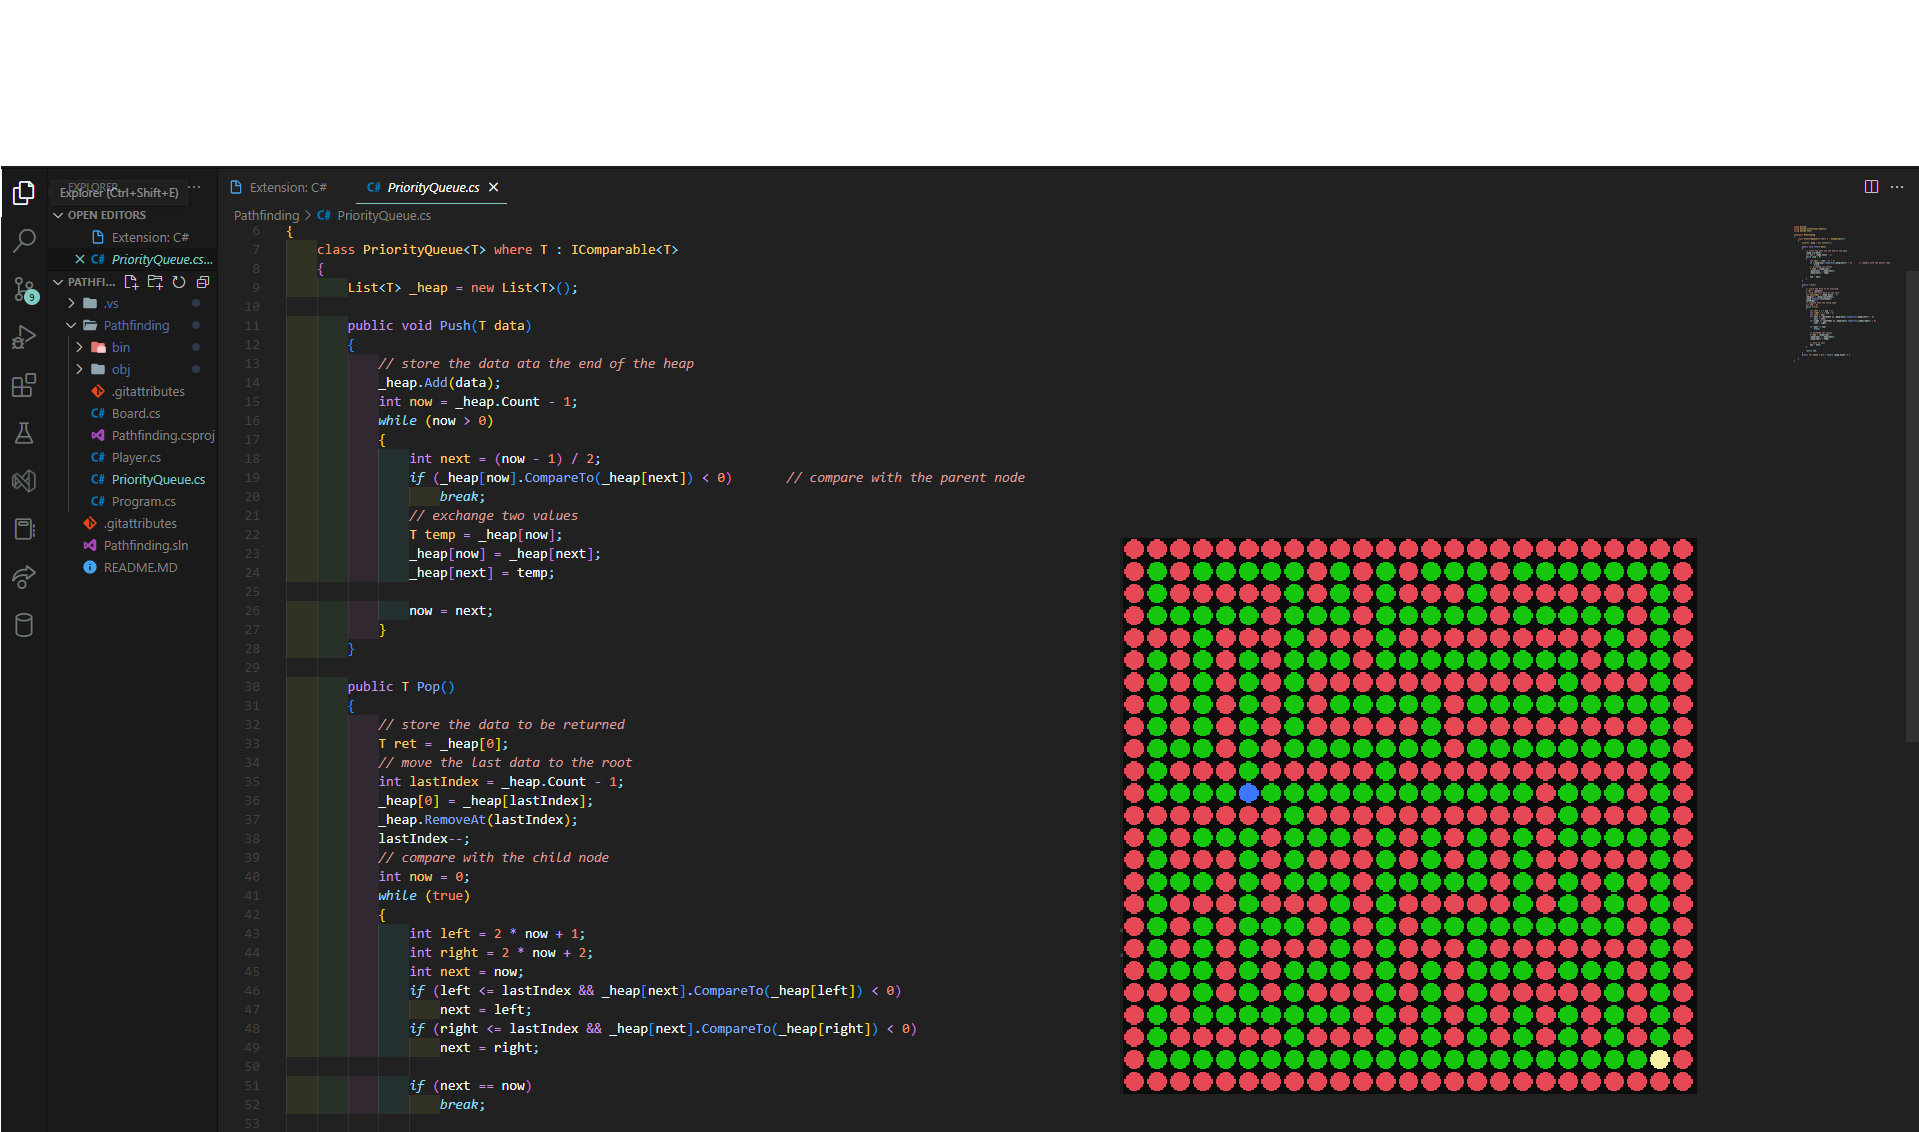 EXPLORER
Explorer (Ctrl+Shift+E)
OPEN EDITORS
Extension: C#
C# PriorityQueue.cs...
PATHFI...
.vs
Pathfinding
bin
obj
.gitattributes
C# Board.cs
Pathfinding.csproj
C# Player.cs
C# PriorityQueue.cs
C# Program.cs
.gitattributes
Pathfinding.sln
README.MD
9
Extension: C#
C# PriorityQueue.cs
Pathfinding > C# PriorityQueue.cs
6 {
7 class PriorityQueue<T> where T : IComparable<T>
8 {
9 List<T> _heap = new List<T>();
10
11 public void Push(T data)
12 {
13 // store the data ata the end of the heap
14 _heap.Add(data);
15 int now = _heap.Count - 1;
16 while (now > 0)
17 {
18 int next = (now - 1) / 2;
19 if (_heap[now].CompareTo(_heap[next]) < 0) // compare with the parent node
20 break;
21 // exchange two values
22 T temp = _heap[now];
23 _heap[now] = _heap[next];
24 _heap[next] = temp;
25
26 now = next;
27 }
28 }
29
30 public T Pop()
31 {
32 // store the data to be returned
33 T ret = _heap[0];
34 // move the last data to the root
35 int lastIndex = _heap.Count - 1;
36 _heap[0] = _heap[lastIndex];
37 _heap.RemoveAt(lastIndex);
38 lastIndex--;
39 // compare with the child node
40 int now = 0;
41 while (true)
42 {
43 int left = 2 * now + 1;
44 int right = 2 * now + 2;
45 int next = now;
46 if (left <= lastIndex && _heap[next].CompareTo(_heap[left]) < 0)
47 next = left;
48 if (right <= lastIndex && _heap[next].CompareTo(_heap[right]) < 0)
49 next = right;
50
51 if (next == now)
52 break;
53